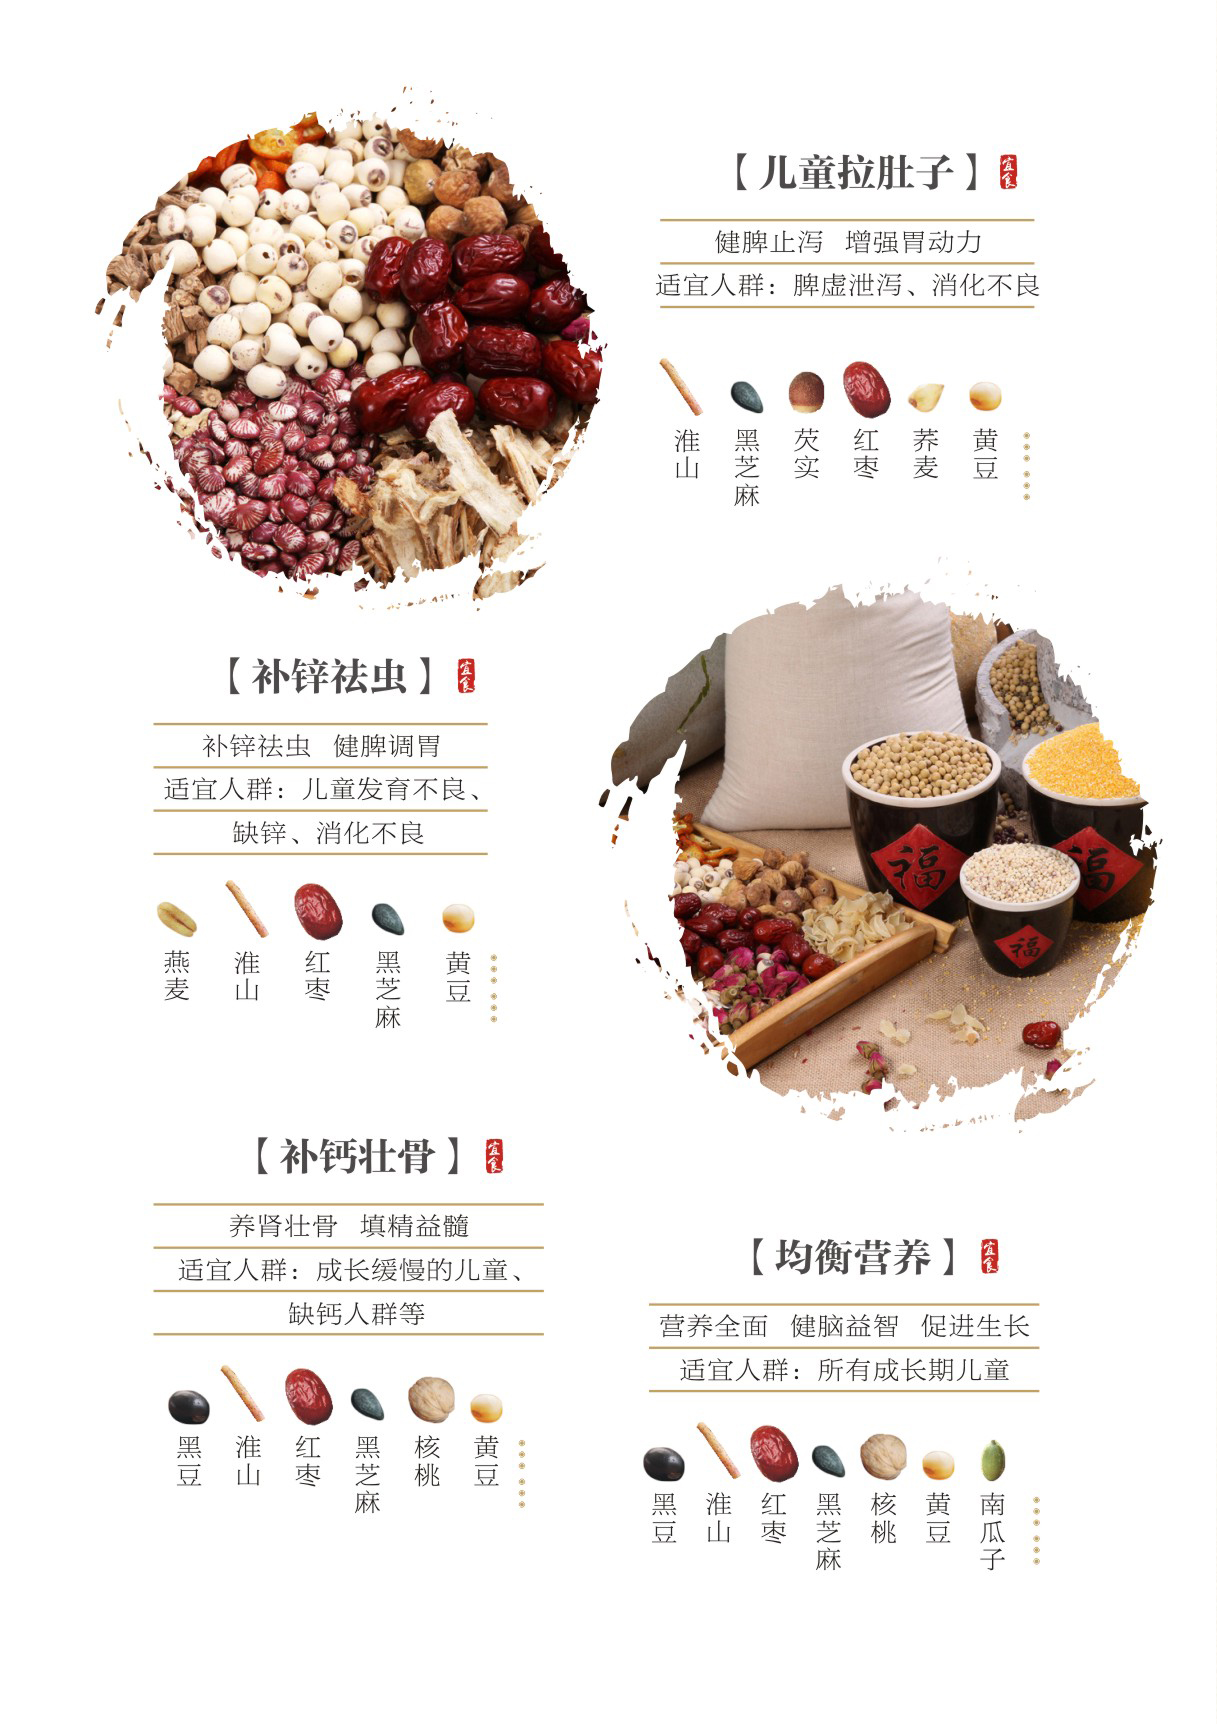 【儿童拉肚子】宜食
健脾止泻 增强胃动力
适宜人群：脾虚泄泻、消化不良
淮山
黑芝麻
芡实
红枣
荞麦
黄豆
【补锌祛虫】宜食
补锌祛虫 健脾调胃
适宜人群：儿童发育不良、
缺锌、消化不良
燕麦
淮山
红枣
黑芝麻
黄豆
福
福
福
【补钙壮骨】宜食
养肾壮骨 填精益髓
适宜人群：成长缓慢的儿童、
缺钙人群等
黑豆
淮山
红枣
黑芝麻
核桃
黄豆
【均衡营养】宜食
营养全面 健脑益智 促进生长
适宜人群：所有成长期儿童
黑豆
淮山
红枣
黑芝麻
核桃
黄豆
南瓜子